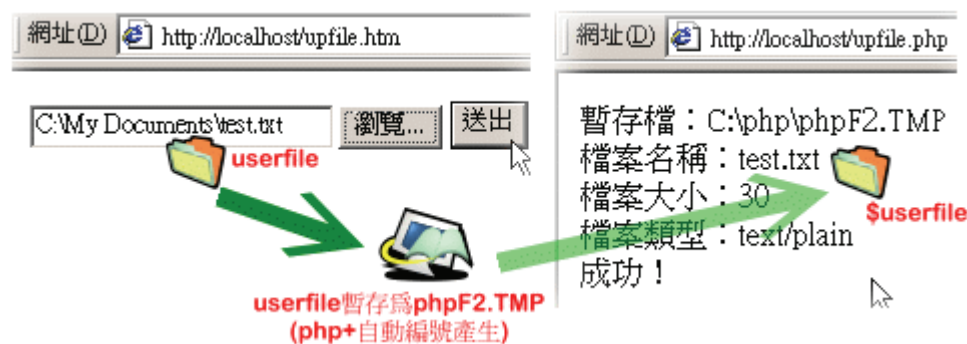 網址(D) http://localhost/upfile.htm
C:\My Documents\test.txt 瀏覽... 送出
userfile
userfile暫存為phpF2.TMP
(php+自動編號產生)
網址(D) http://localhost/upfile.php
暫存檔：C:\php\phpF2.TMP
檔案名稱：test.txt
檔案大小：30
$userfile
檔案類型：text/plain
成功！